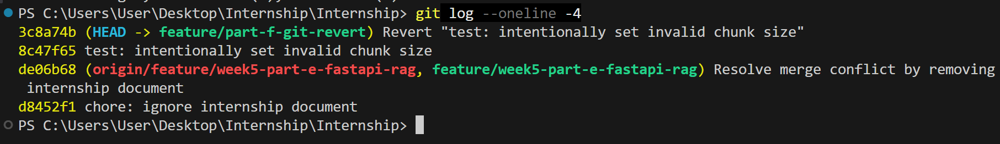 PS C:\Users\User\Desktop\Internship\Internship> git log --oneline -4
3c8a74b (HEAD -> feature/part-f-git-revert) Revert "test: intentionally set invalid chunk size"
8c47f65 test: intentionally set invalid chunk size
de06b68 (origin/feature/week5-part-e-fastapi-rag, feature/week5-part-e-fastapi-rag) Resolve merge conflict by removing
internship document
d8452f1 chore: ignore internship document
PS C:\Users\User\Desktop\Internship\Internship>